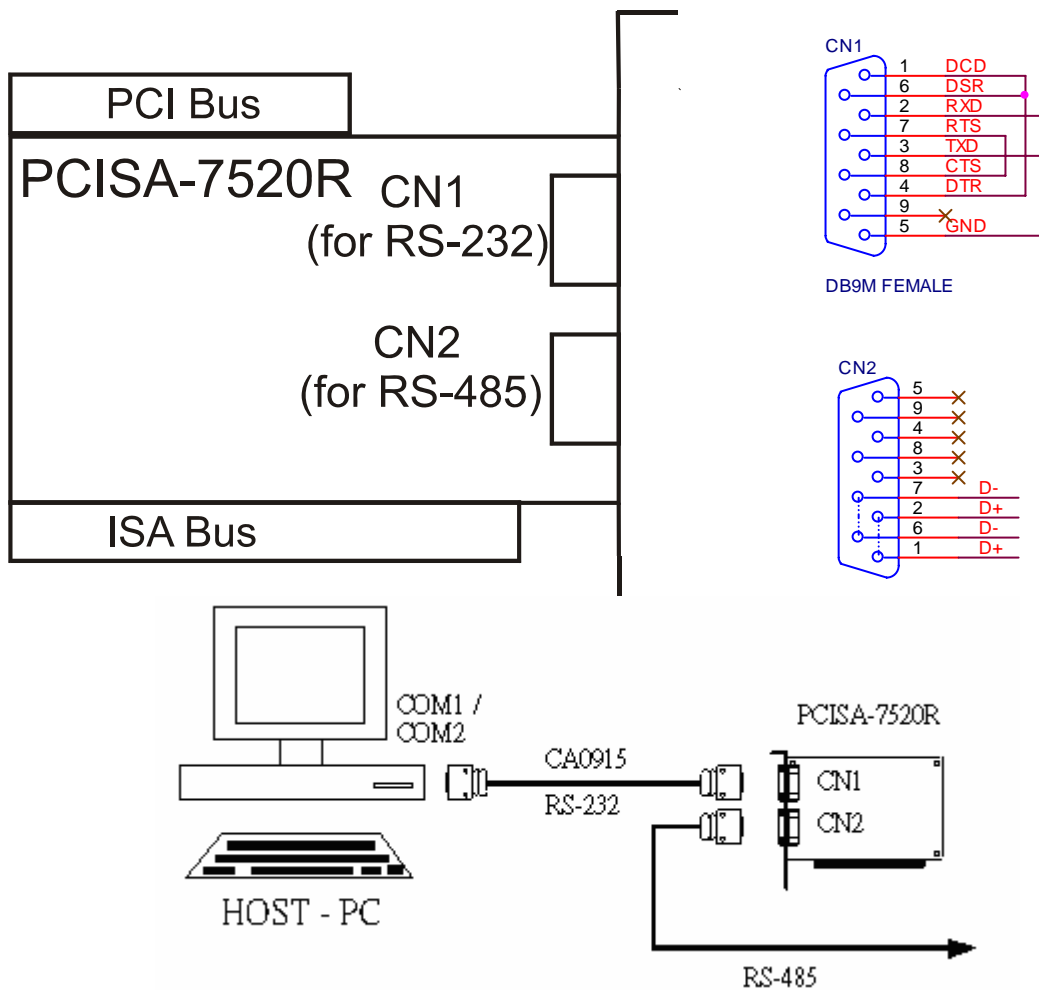 PCI Bus
PCISA-7520R
CN1
(for RS-232)
CN2
(for RS-485)
ISA Bus
CN1
1 DCD
6 DSR
2 RXD
7 RTS
3 TXD
8 CTS
4 DTR
9
5 GND
DB9M FEMALE
CN2
5
9
4
8
3
7 D-
2 D+
6 D-
1 D+
COM1 /
COM2
CA0915
RS-232
HOST - PC
PCISA-7520R
CN1
CN2
RS-485